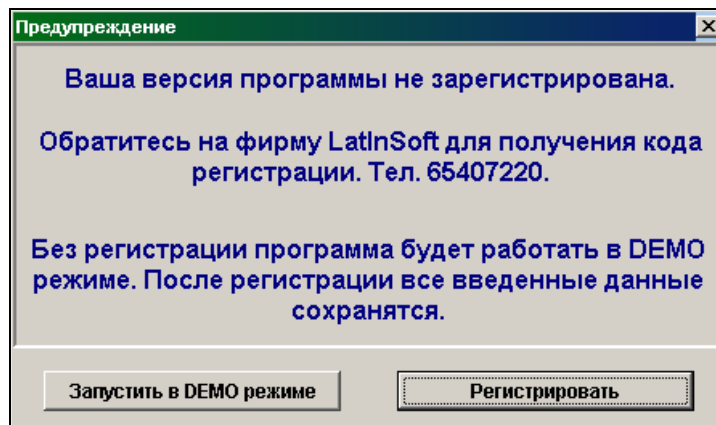 Предупреждение
Ваша версия программы не зарегистрирована.
Обратитесь на фирму LatInSoft для получения кода
регистрации. Тел. 65407220.
Без регистрации программа будет работать в DEMO
режиме. После регистрации все введенные данные
сохранятся.
Запустить в DEMO режиме
Регистрировать